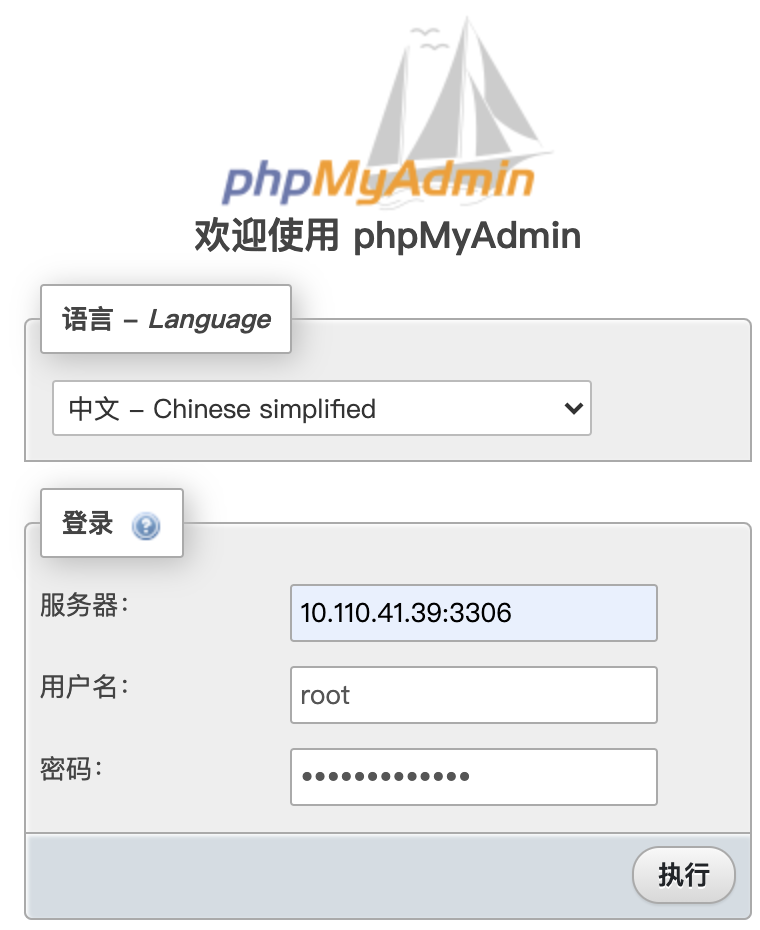 phpMyAdmin
欢迎使用 phpMyAdmin
语言 - Language
中文 - Chinese simplified
登录 ?
服务器：
10.110.41.39:3306
用户名：
root
密码：
•••••••••••••
执行